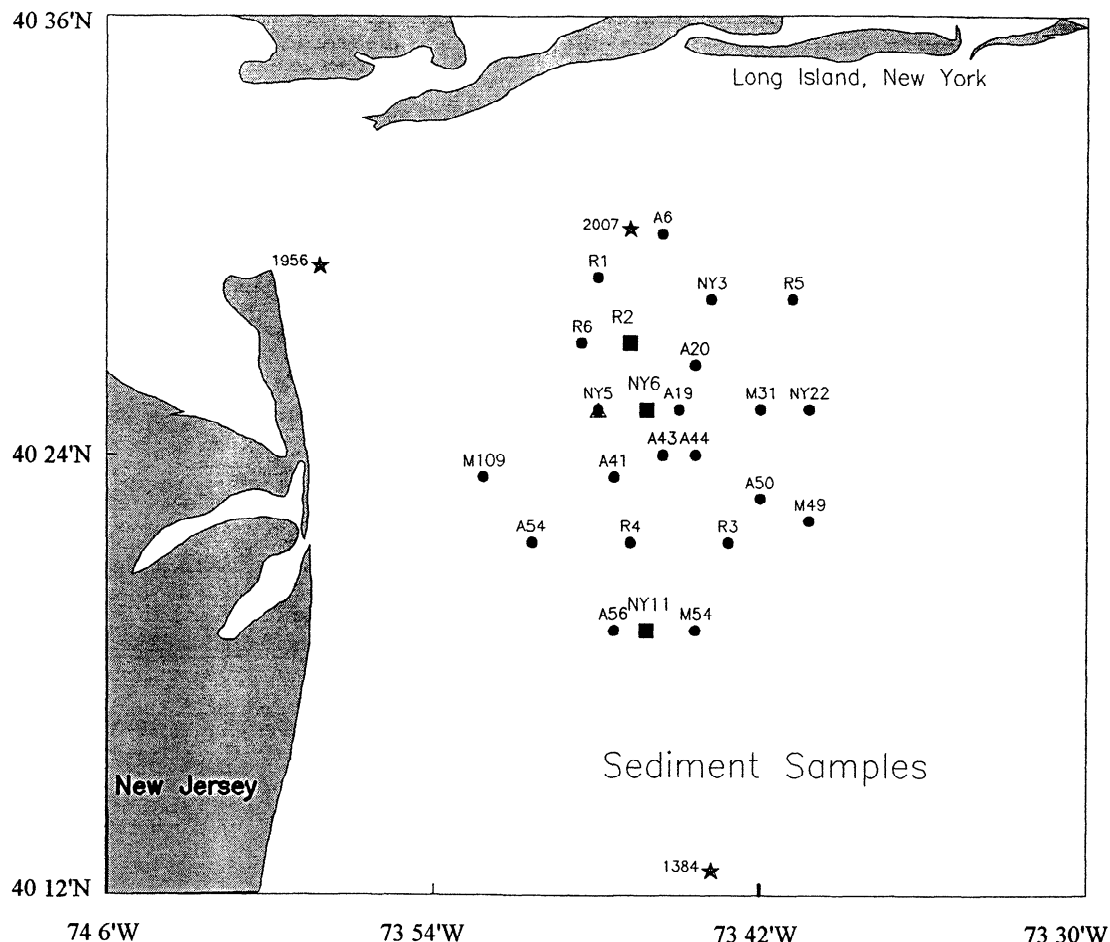 40 36'N
Long Island, New York
2007
A6
1956
R1
NY3
R5
R6
R2
A20
NY5
NY6
A19
M31
NY22
40 24'N
A43
A44
M109
A41
A50
M49
A54
R4
R3
A56
NY11
M54
Sediment Samples
New Jersey
1384
40 12'N
74 6'W
73 54'W
73 42'W
73 30'W